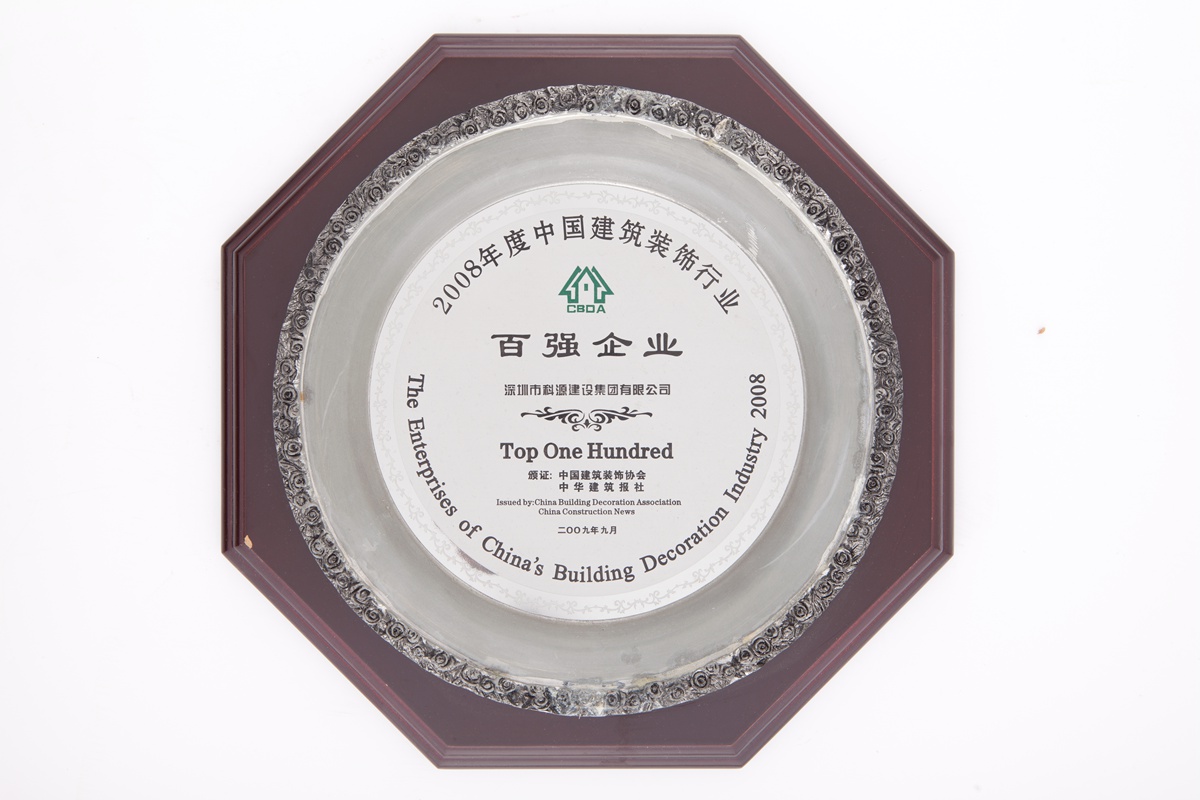 2008年度中国建筑装饰行业
CBDA
百强企业
深圳市科源建设集团有限公司
Top One Hundred
颁证: 中国建筑装饰协会
中华建筑报社
Issued by:China Building Decoration Association
China Construction News
二〇〇九年九月
The Enterprises of China's Building Decoration Industry 2008